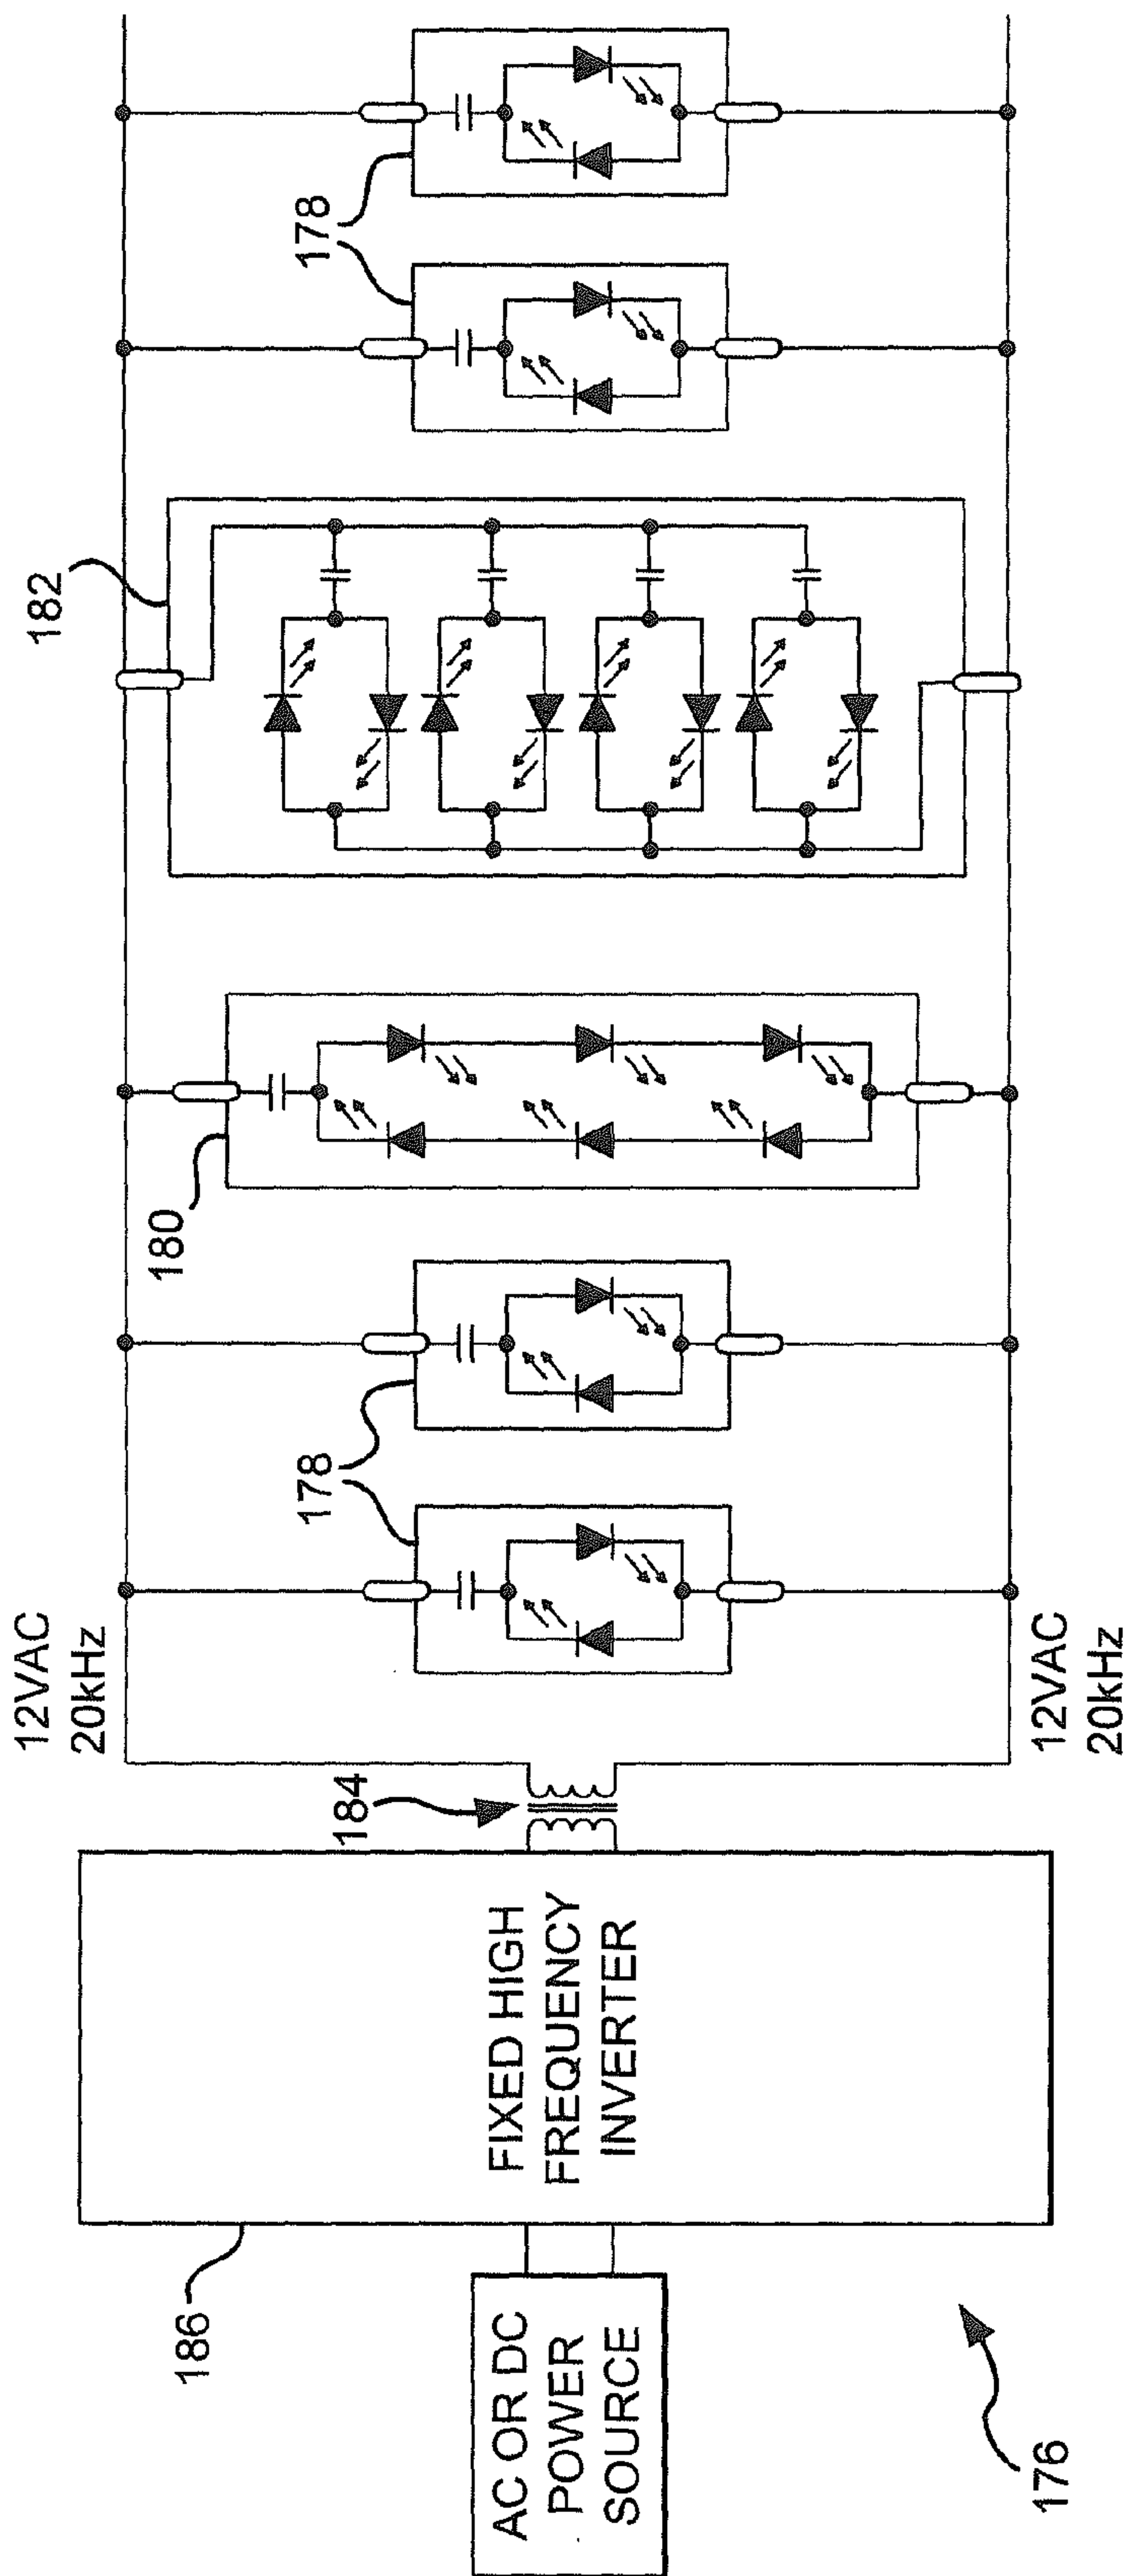 176
AC OR DC
POWER
SOURCE
186
FIXED HIGH
FREQUENCY
INVERTER
184
12VAC
20kHz
12VAC
20kHz
178
180
182
178